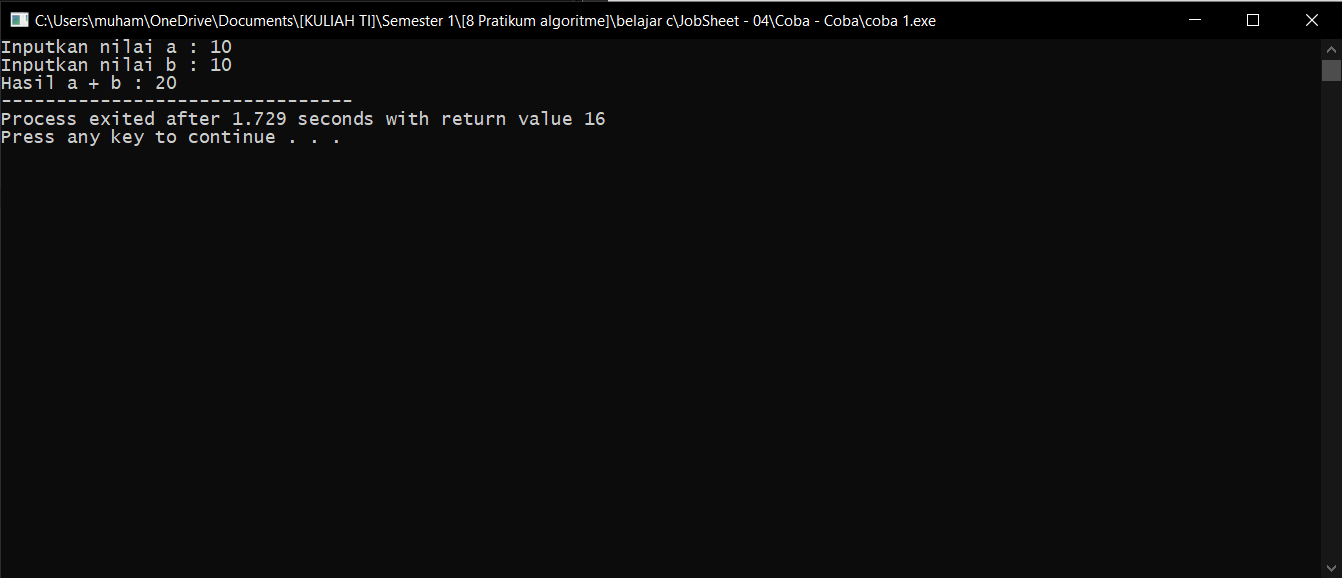 C:\Users\muham\OneDrive\Documents\[KULIAH TI]\Semester 1\[8 Pratikum algoritme]\belajar c\JobSheet - 04\Coba - Coba\coba 1.exe
Inputkan nilai a : 10
Inputkan nilai b : 10
Hasil a + b : 20
--------------------------------
Process exited after 1.729 seconds with return value 16
Press any key to continue . . .